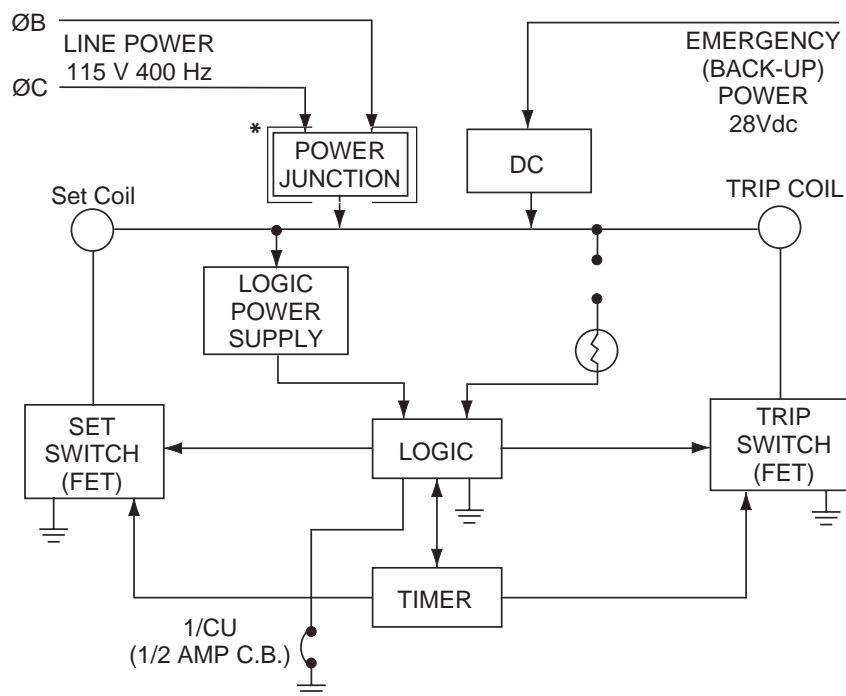 ØB
LINE POWER
115 V 400 Hz
ØC
EMERGENCY
(BACK-UP)
POWER
28Vdc
*
POWER
JUNCTION
DC
Set Coil
TRIP COIL
LOGIC
POWER
SUPPLY
SET
SWITCH
(FET)
LOGIC
TRIP
SWITCH
(FET)
TIMER
1/CU
(1/2 AMP C.B.)